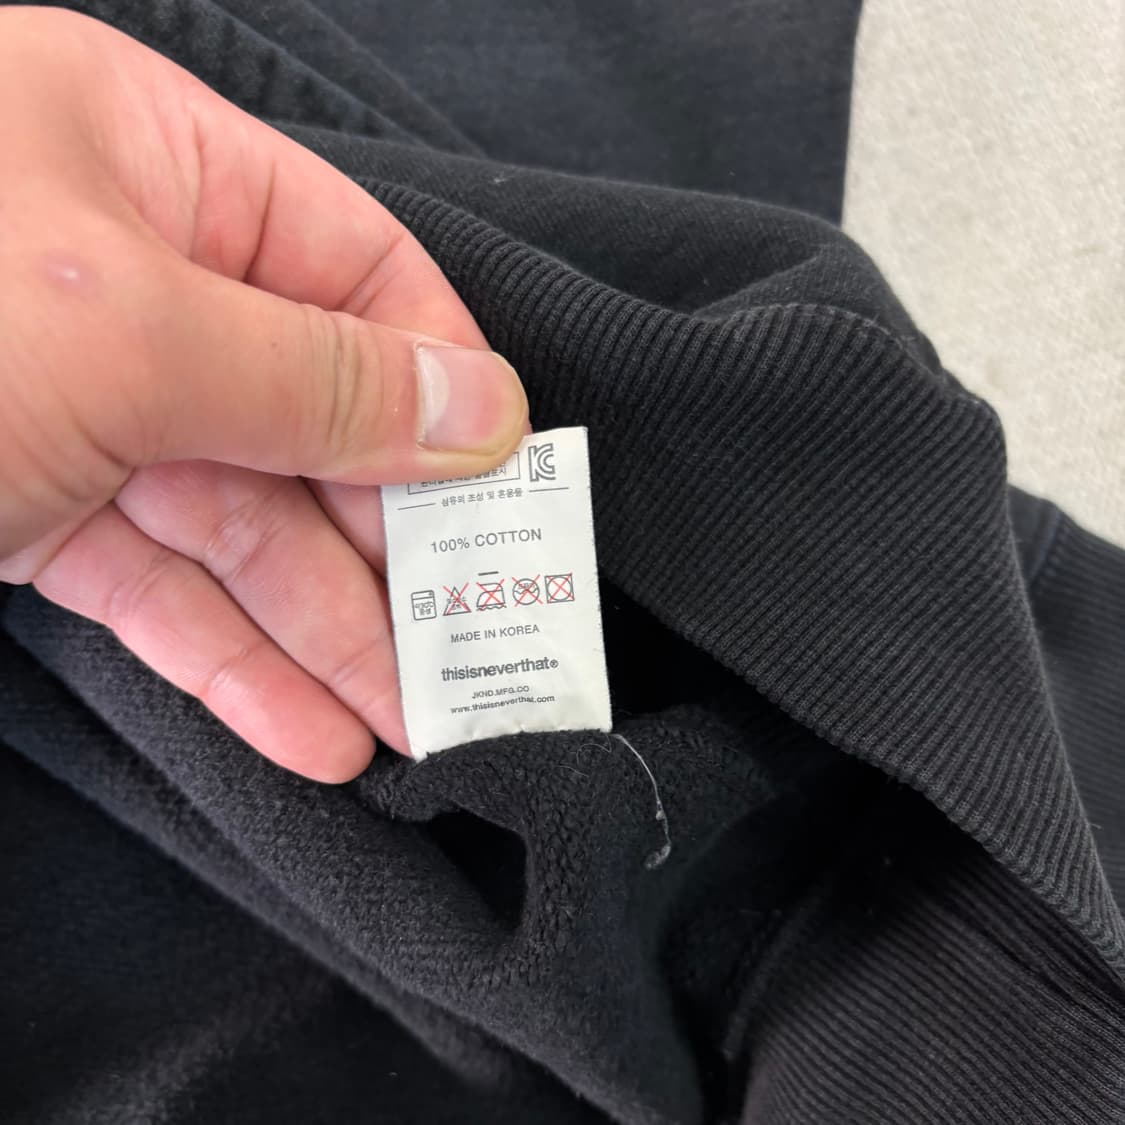 섬유의 조성 및 혼용률
100% COTTON
MADE IN KOREA
thisisneverthat®
JKND.MFG.CO
www.thisisneverthat.com